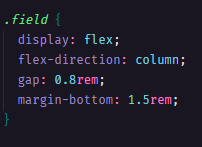 .field {
  display: flex;
  flex-direction: column;
  gap: 0.8rem;
  margin-bottom: 1.5rem;
}